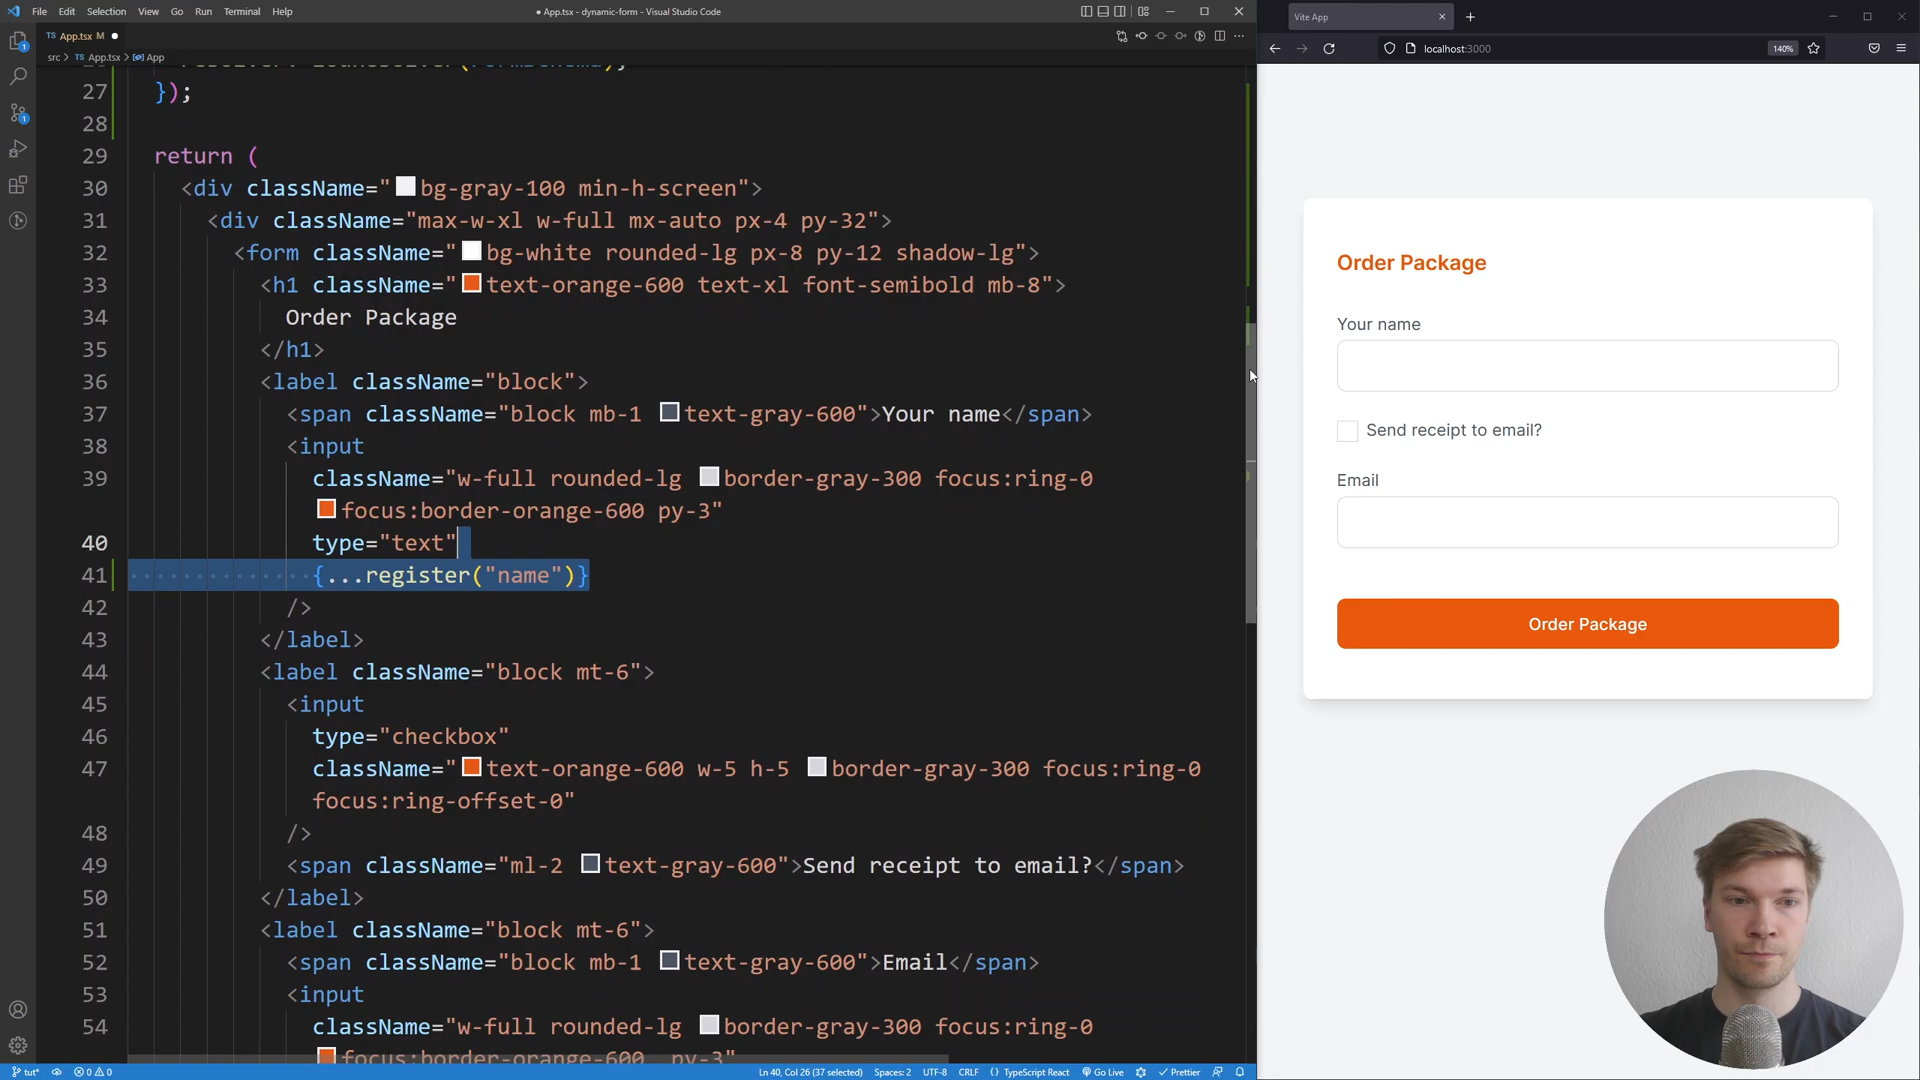 File Edit Selection View Go Run Terminal Help
● App.tsx - dynamic-form - Visual Studio Code
TS App.tsx M
src > TS App.tsx > App
27 });
28
29 return (
30 <div className="bg-gray-100 min-h-screen">
31 <div className="max-w-xl w-full mx-auto px-4 py-32">
32 <form className="bg-white rounded-lg px-8 py-12 shadow-lg">
33 <h1 className="text-orange-600 text-xl font-semibold mb-8">
34 Order Package
35 </h1>
36 <label className="block">
37 <span className="block mb-1 text-gray-600">Your name</span>
38 <input
39 className="w-full rounded-lg border-gray-300 focus:ring-0
focus:border-orange-600 py-3"
40 type="text"
41 {...register("name")}
42 />
43 </label>
44 <label className="block mt-6">
45 <input
46 type="checkbox"
47 className="text-orange-600 w-5 h-5 border-gray-300 focus:ring-0
focus:ring-offset-0"
48 />
49 <span className="ml-2 text-gray-600">Send receipt to email?</span>
50 </label>
51 <label className="block mt-6">
52 <span className="block mb-1 text-gray-600">Email</span>
53 <input
54 className="w-full rounded-lg border-gray-300 focus:ring-0
focus:border-orange-600 py-3"
tut* 0 0
Ln 40, Col 26 (37 selected) Spaces: 2 UTF-8 CRLF {} TypeScript React Go Live Prettier
Vite App
localhost:3000
140%
Order Package
Your name
Send receipt to email?
Email
Order Package